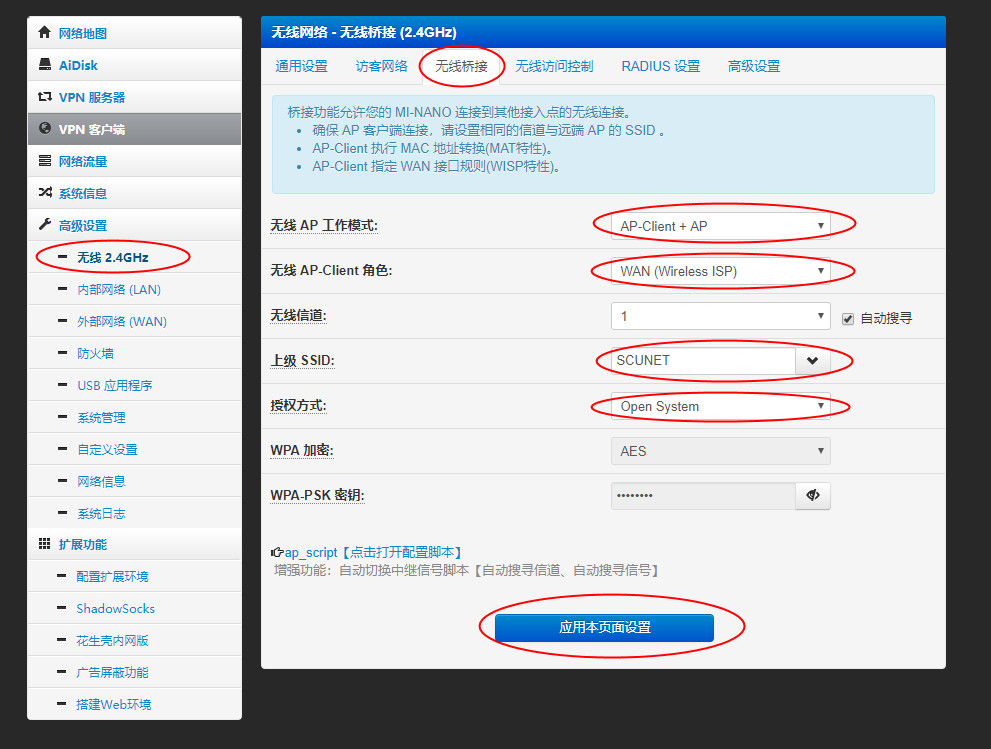 网络地图
AiDisk
VPN 服务器
VPN 客户端
网络流量
系统信息
高级设置
无线 2.4GHz
内部网络 (LAN)
外部网络 (WAN)
防火墙
USB 应用程序
系统管理
自定义设置
网络信息
系统日志
扩展功能
配置扩展环境
ShadowSocks
花生壳内网版
广告屏蔽功能
搭建Web环境
无线网络 - 无线桥接 (2.4GHz)
通用设置 访客网络 无线桥接 无线访问控制 RADIUS 设置 高级设置
桥接功能允许您的 MI-NANO 连接到其他接入点的无线连接。
• 确保 AP 客户端连接，请设置相同的信道与远端 AP 的 SSID 。
• AP-Client 执行 MAC 地址转换(MAT特性)。
• AP-Client 指定 WAN 接口规则(WISP特性)。
无线 AP 工作模式: AP-Client + AP
无线 AP-Client 角色: WAN (Wireless ISP)
无线信道: 1 自动搜寻
上级 SSID: SCUNET
授权方式: Open System
WPA 加密: AES
WPA-PSK 密钥: ••••••••
ap_script【点击打开配置脚本】
增强功能：自动切换中继信号脚本【自动搜寻信道、自动搜寻信号】
应用本页面设置